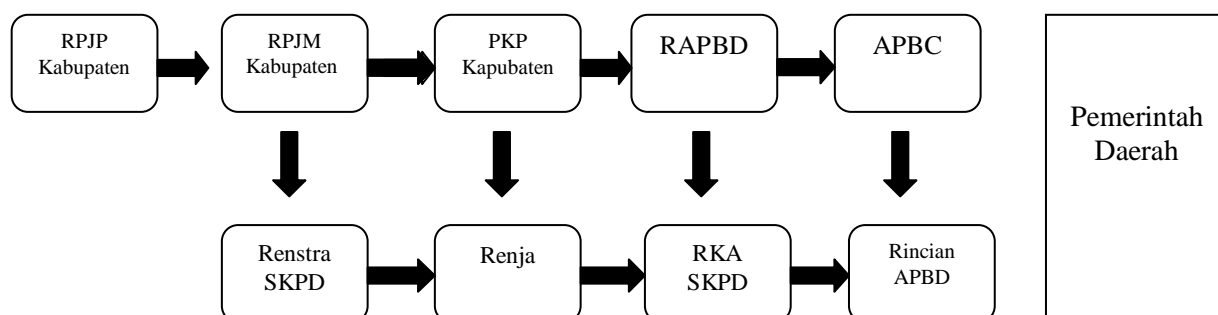 RPJP
Kabupaten
RPJM
Kabupaten
PKP
Kapubaten
RAPBD
APBC
Pemerintah
Daerah
Renstra
SKPD
Renja
RKA
SKPD
Rincian
APBD